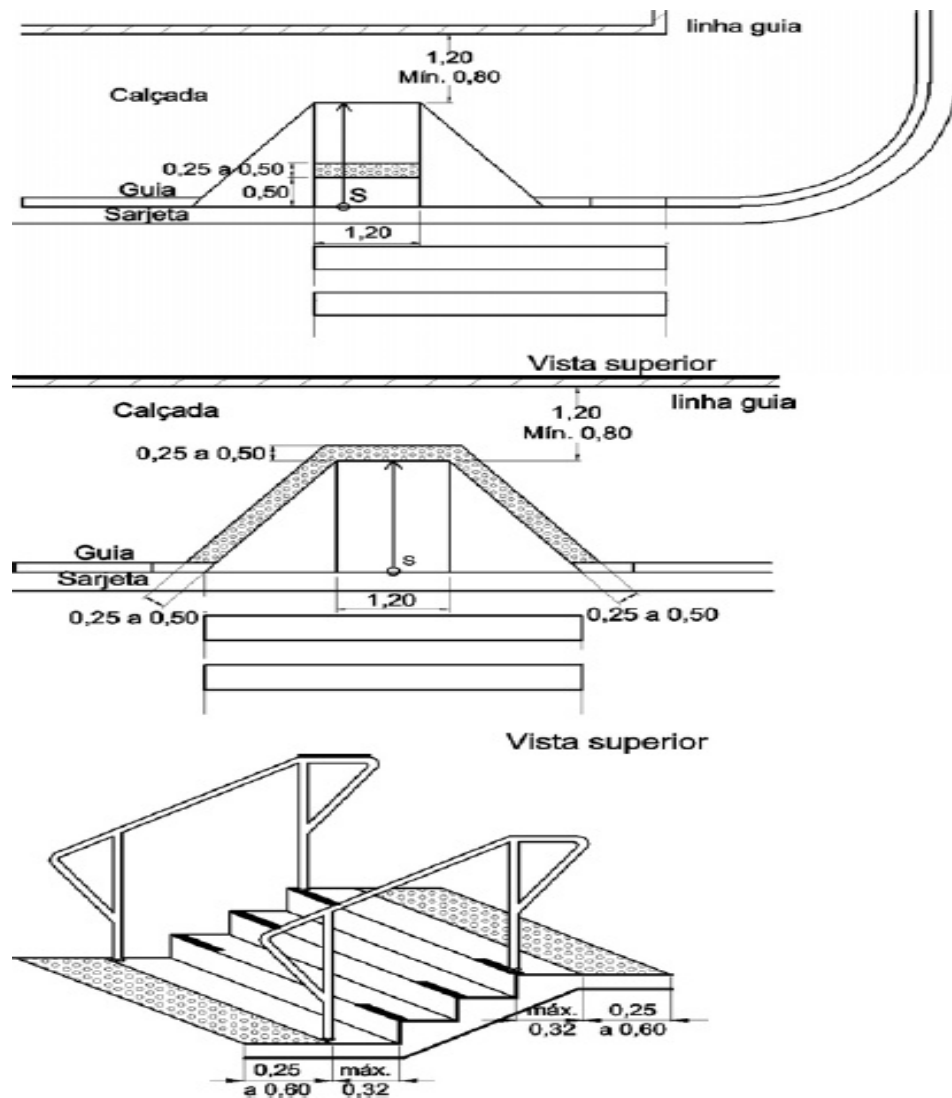 linha guia
1,20
Mín. 0,80
Calçada
0,25 a 0,50
Guia
0,50
S
Sarjeta
1,20
Vista superior
Calçada
1,20
linha guia
Mín. 0,80
0,25 a 0,50
Guia
S
Sarjeta
1,20
0,25 a 0,50
0,25 a 0,50
Vista superior
máx. 0,25
0,32 a 0,60
0,25 máx.
a 0,60 0,32